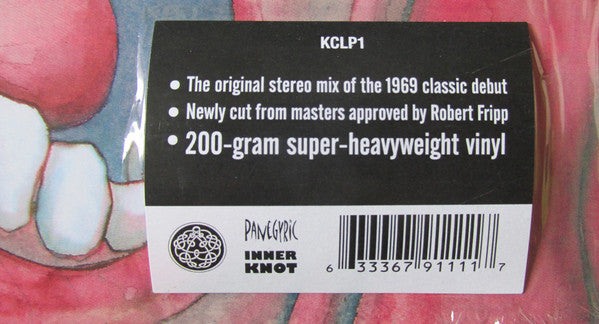 KCLP1
• The original stereo mix of the 1969 classic debut
• Newly cut from masters approved by Robert Fripp
• 200-gram super-heavyweight vinyl
PANEGYRIC
INNER
KNOT
6 33367 91111 7